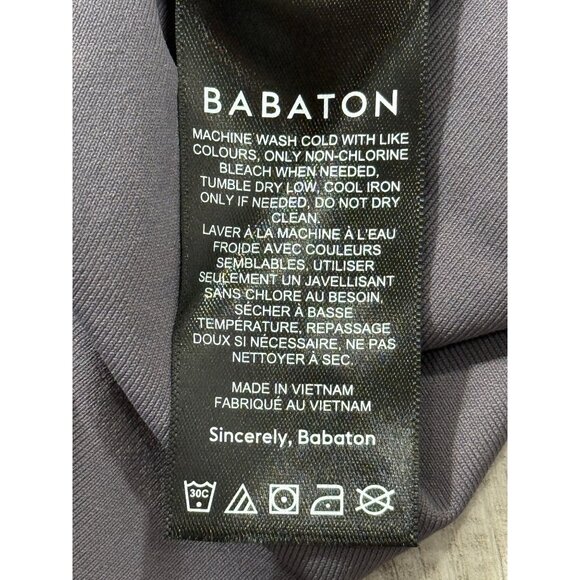 BABATON
MACHINE WASH COLD WITH LIKE
COLOURS, ONLY NON-CHLORINE
BLEACH WHEN NEEDED,
TUMBLE DRY LOW, COOL IRON
ONLY IF NEEDED, DO NOT DRY
CLEAN.
LAVER À LA MACHINE À L'EAU
FROIDE AVEC COULEURS
SEMBLABLES, UTILISER
SEULEMENT UN JAVELLISANT
SANS CHLORE AU BESOIN,
SÉCHER À BASSE
TEMPÉRATURE, REPASSAGE
DOUX SI NÉCESSAIRE, NE PAS
NETTOYER À SEC.
MADE IN VIETNAM
FABRIQUÉ AU VIETNAM
Sincerely, Babaton
30C